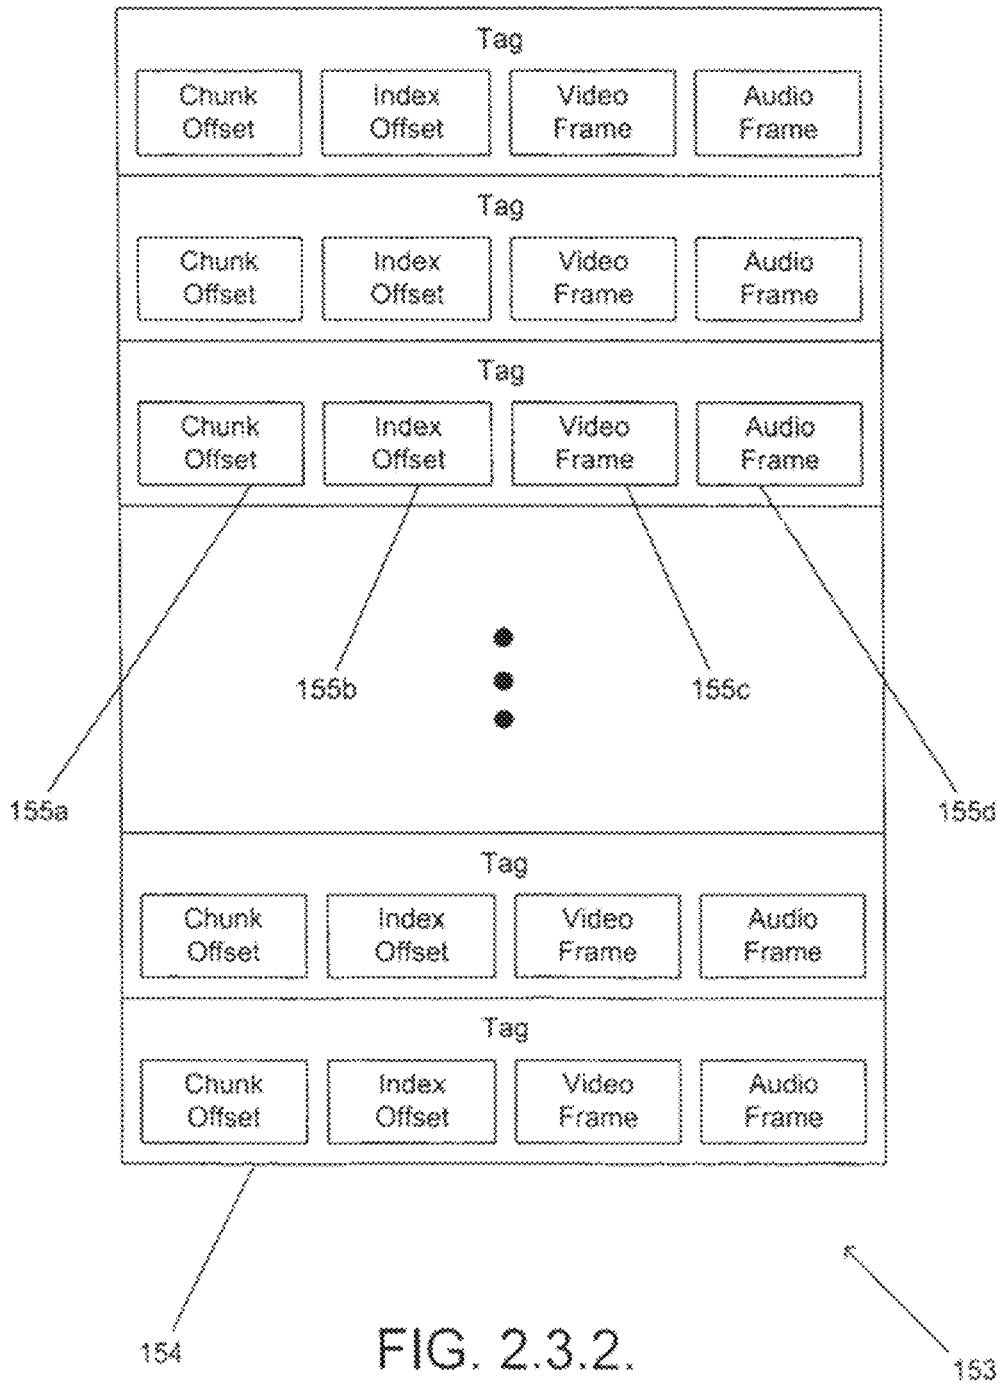 Tag
Chunk Offset
Index Offset
Video Frame
Audio Frame
Tag
Chunk Offset
Index Offset
Video Frame
Audio Frame
Tag
Chunk Offset
Index Offset
Video Frame
Audio Frame
155b
155c
155a
155d
Tag
Chunk Offset
Index Offset
Video Frame
Audio Frame
Tag
Chunk Offset
Index Offset
Video Frame
Audio Frame
154
FIG. 2.3.2.
153